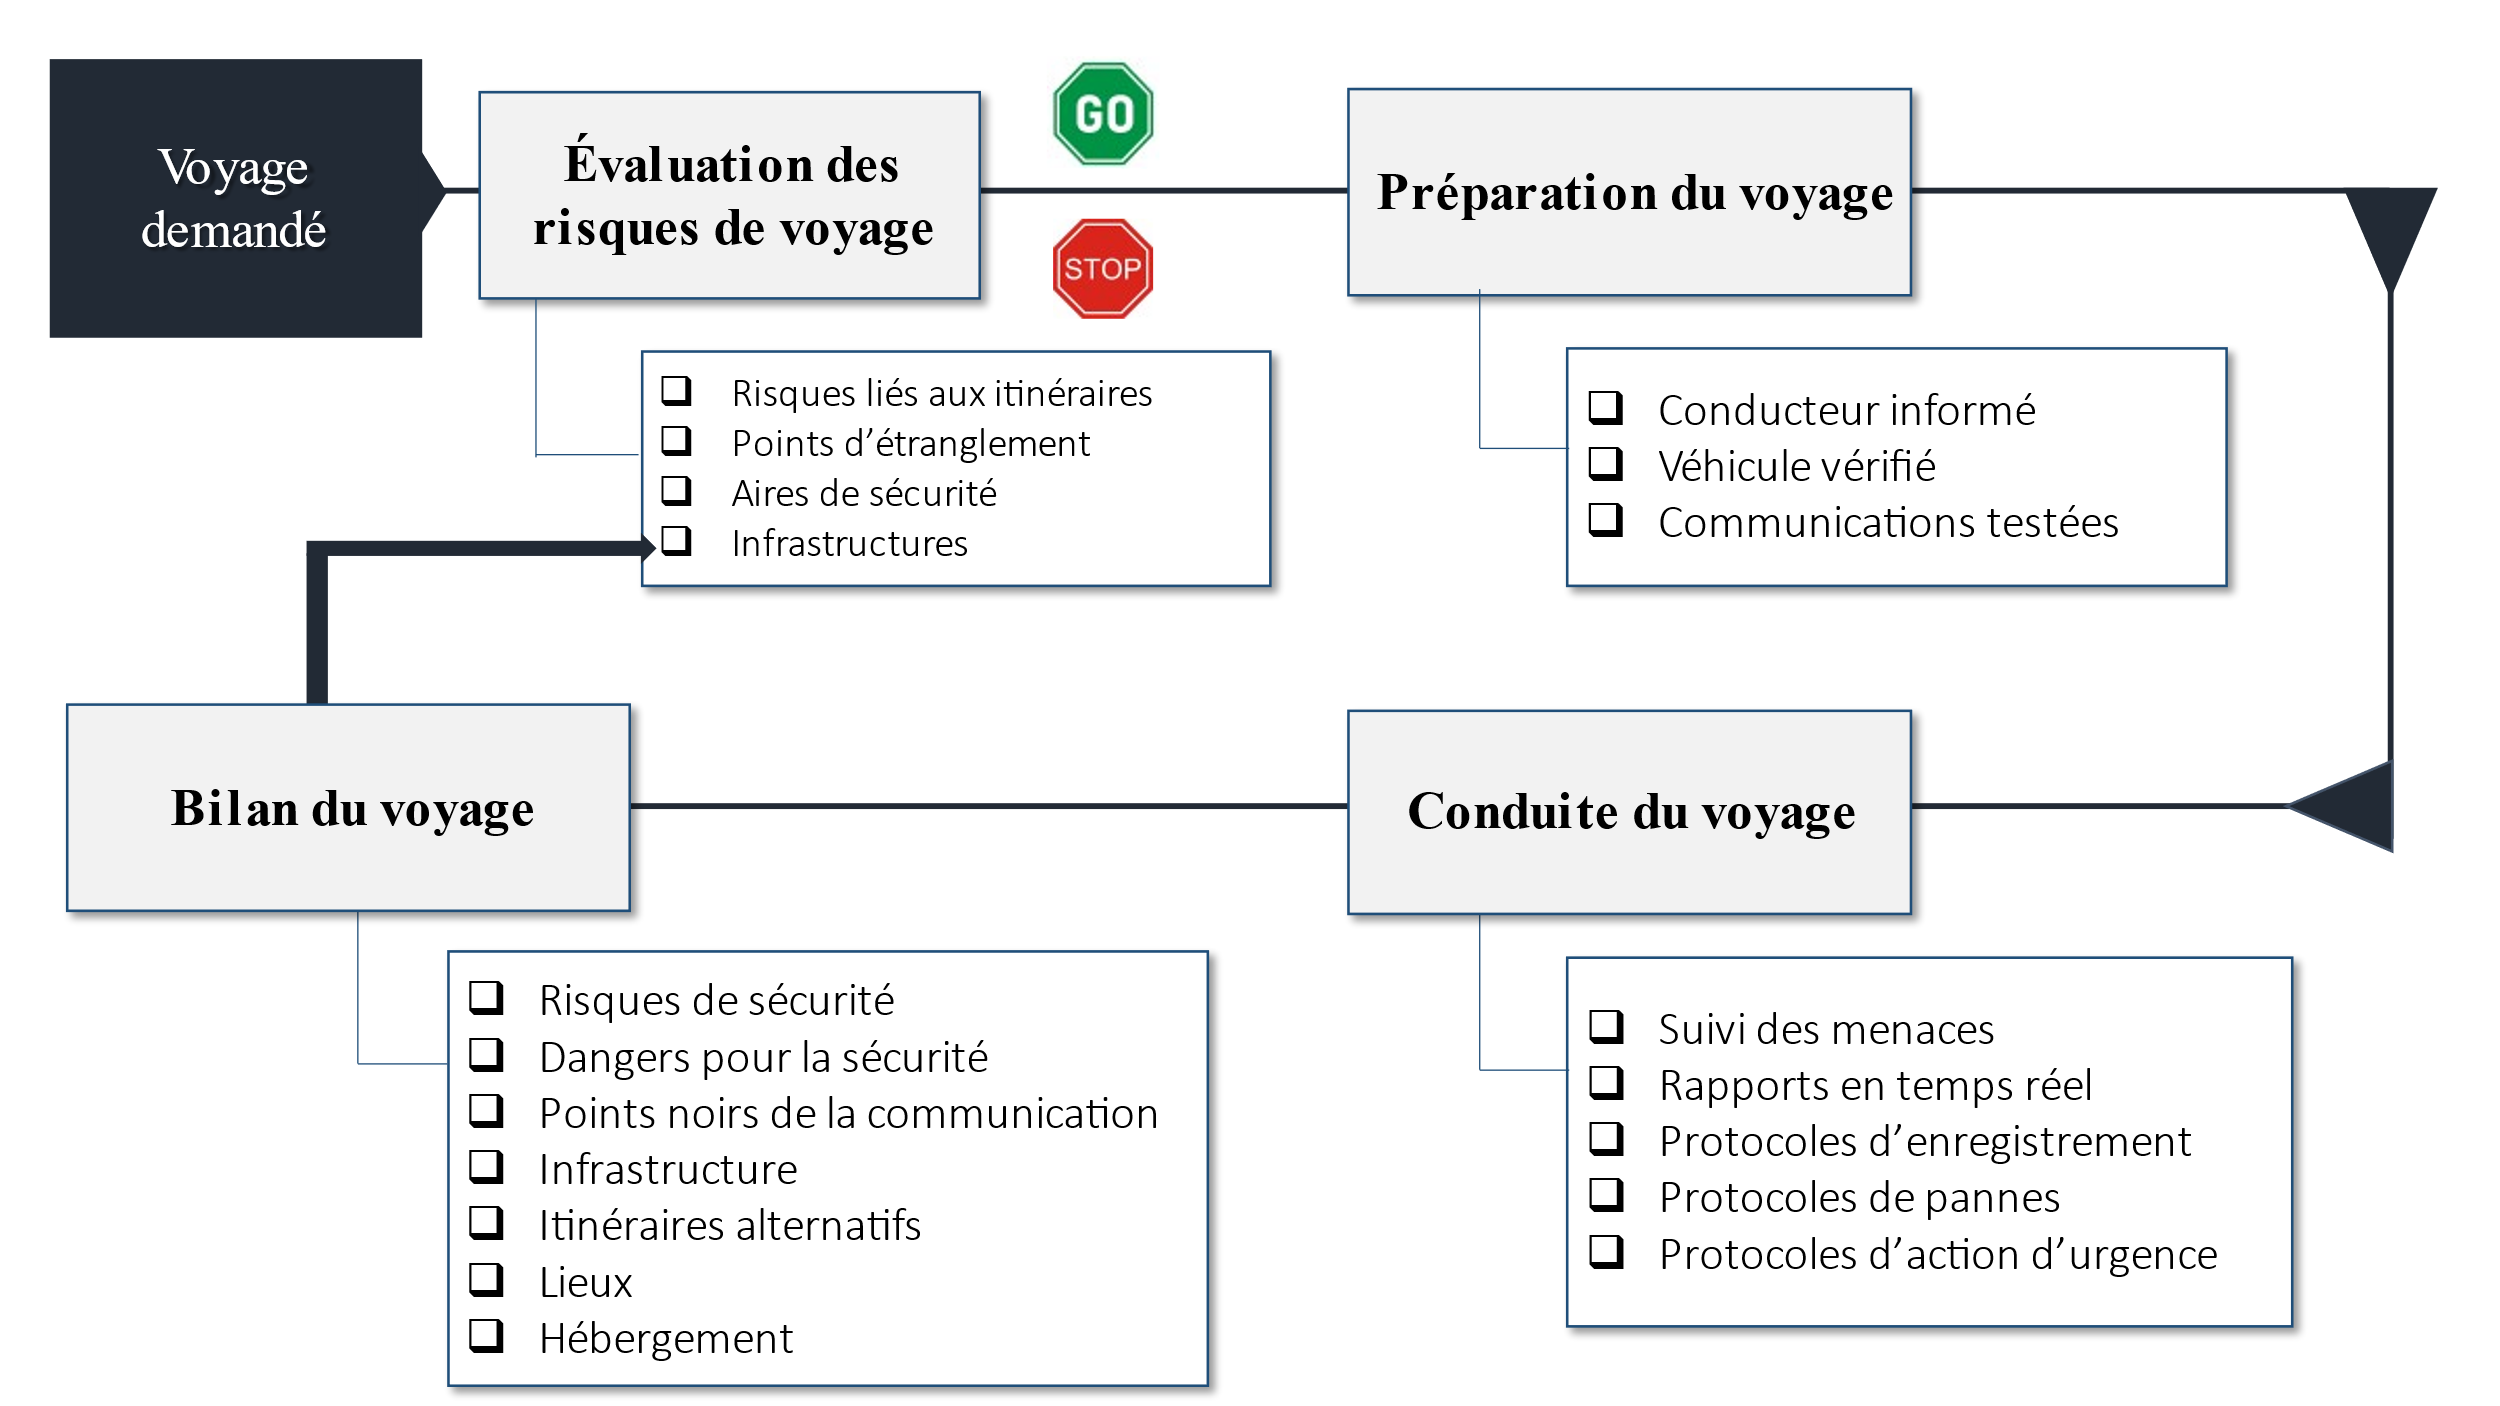 Voyage
demandé
Évaluation des
risques de voyage
GO
STOP
Préparation du voyage
Risques liés aux itinéraires
Points d’étranglement
Aires de sécurité
Infrastructures
Conducteur informé
Véhicule vérifié
Communications testées
Bilan du voyage
Conduite du voyage
Risques de sécurité
Dangers pour la sécurité
Points noirs de la communication
Infrastructure
Itinéraires alternatifs
Lieux
Hébergement
Suivi des menaces
Rapports en temps réel
Protocoles d’enregistrement
Protocoles de pannes
Protocoles d’action d’urgence